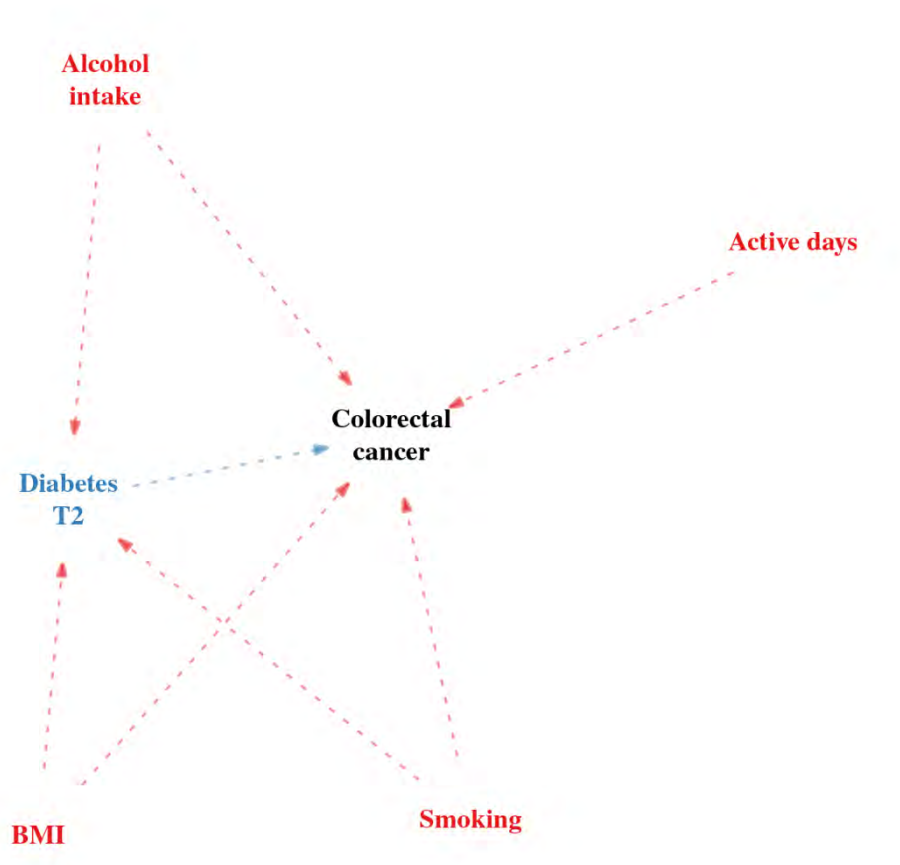 Alcohol
intake
Active days
Colorectal
cancer
Diabetes
T2
Smoking
BMI